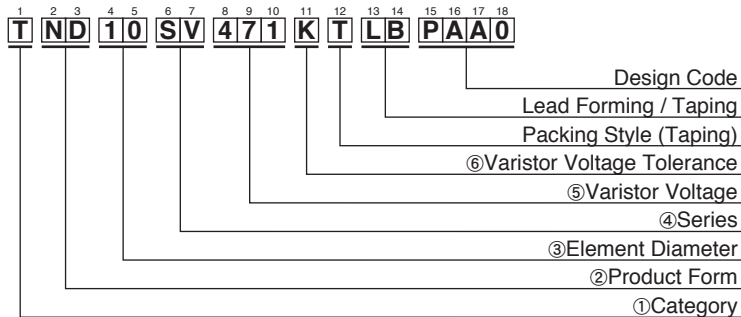 1 2 3 4 5 6 7 8 9 10 11 12 13 14 15 16 17 18
T ND 10 SV 471 K T LB PAA0
Design Code
Lead Forming / Taping
Packing Style (Taping)
⑥Varistor Voltage Tolerance
⑤Varistor Voltage
④Series
③Element Diameter
②Product Form
①Category